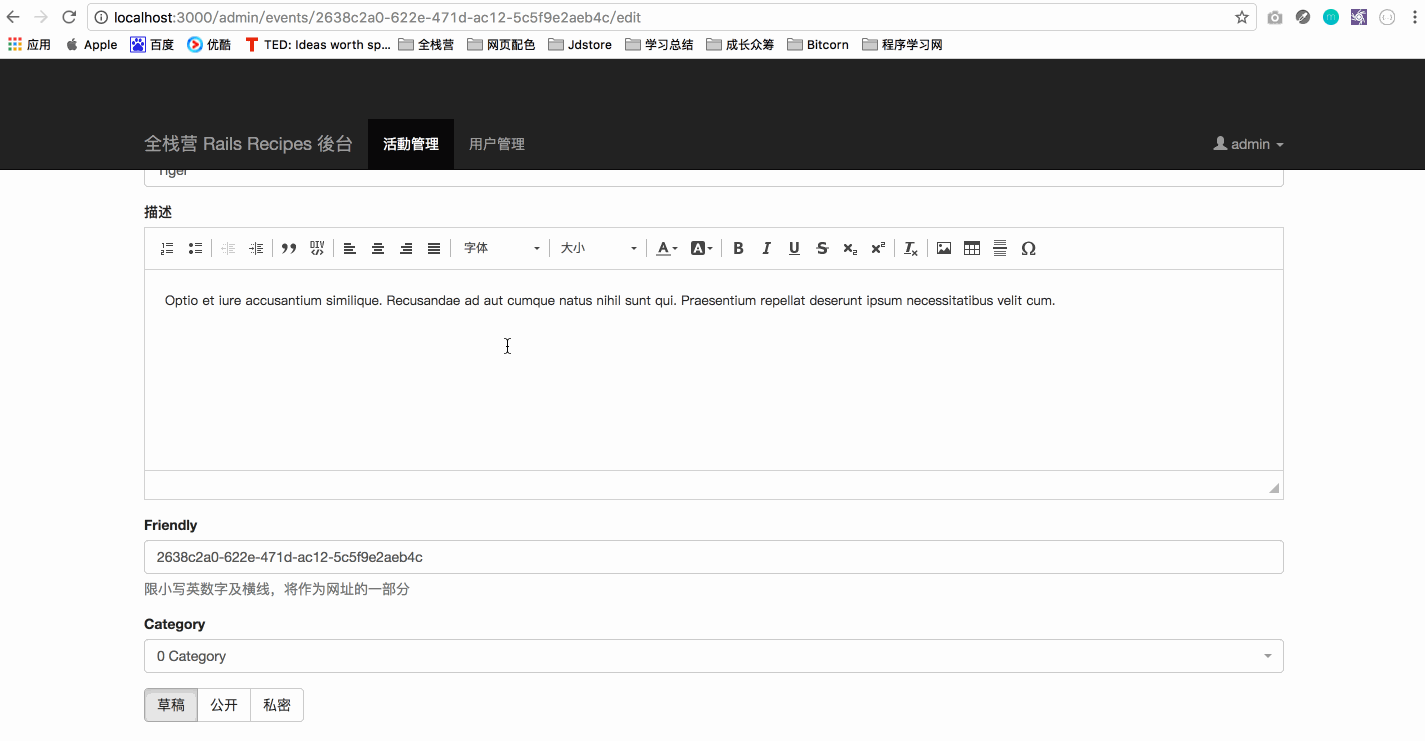 localhost:3000/admin/events/2638c2a0-622e-471d-ac12-5c5f9e2aeb4c/edit
应用 Apple 百度 优酷 TED: Ideas worth sp... 全栈营 网页配色 Jdstore 学习总结 成长众筹 Bitcorn 程序学习网
全栈营 Rails Recipes 後台 活動管理 用户管理 admin
Tiger
描述
字体 大小
Optio et iure accusantium similique. Recusandae ad aut cumque natus nihil sunt qui. Praesentium repellat deserunt ipsum necessitatibus velit cum.
Friendly
2638c2a0-622e-471d-ac12-5c5f9e2aeb4c
限小写英数字及横线，将作为网址的一部分
Category
0 Category
草稿 公开 私密